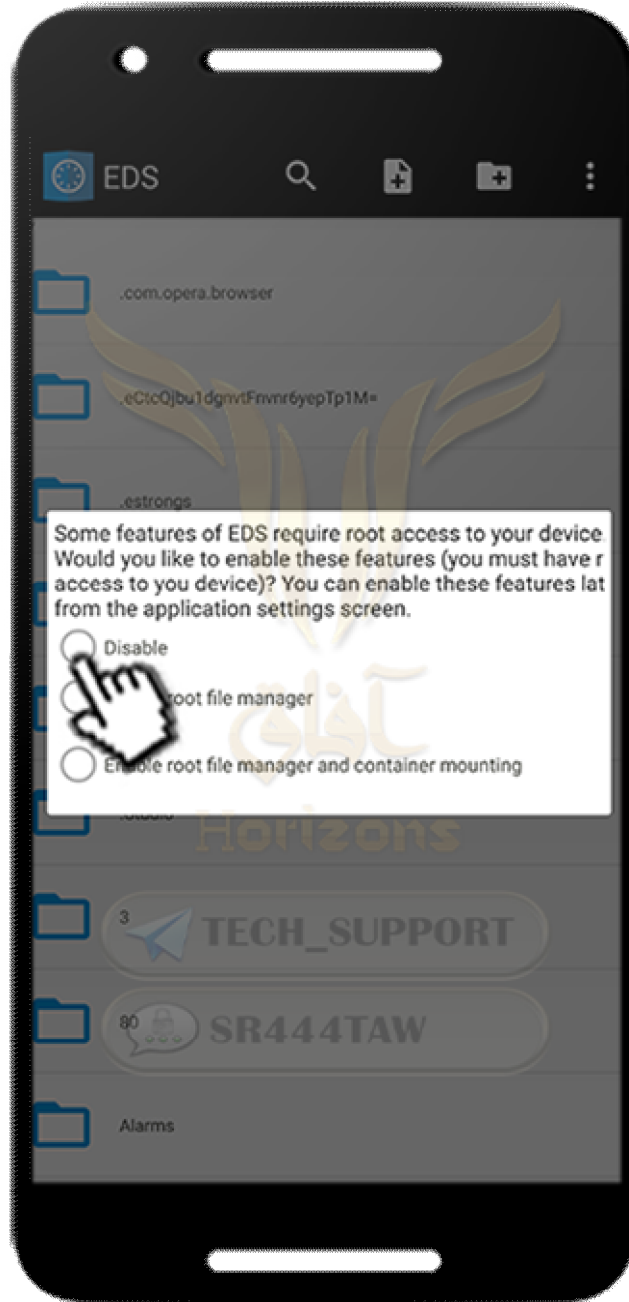 EDS
.com.opera.browser
.eCtcOjbu1dgnvtFnvnr6yepTp1M=
.estrongs
Some features of EDS require root access to your device
Would you like to enable these features (you must have r
access to you device)? You can enable these features lat
from the application settings screen.
Disable
root file manager
Enable root file manager and container mounting
آفاق
Horizons
3
TECH_SUPPORT
80
SR444TAW
Alarms